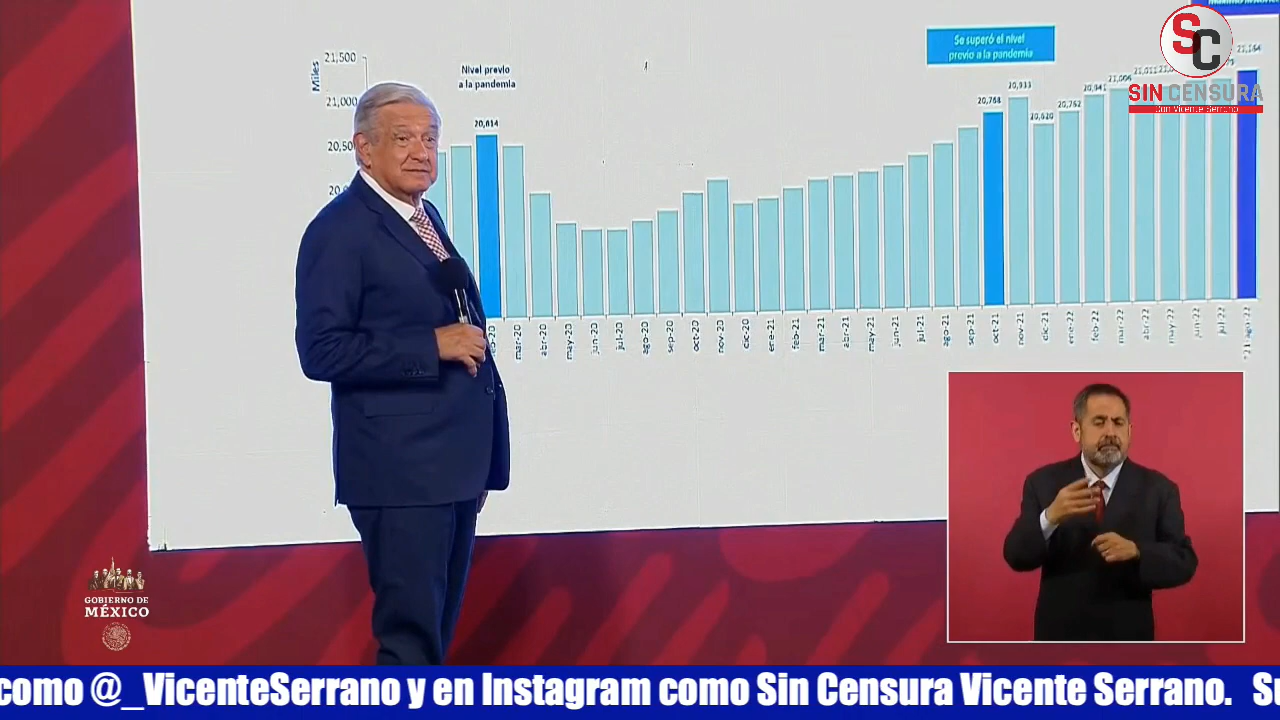 Se superó el nivel
previo a la pandemia
SC
SIN CENSURA
Con Vicente Serrano
Miles
21,500
21,000
Nivel previo
a la pandemia
20,614
20,768
20,933
20,620
20,762
20,941
21,006
21,164
mar-20
abr-20
may-20
jun-20
jul-20
ago-20
sep-20
oct-20
nov-20
dic-20
ene-21
feb-21
mar-21
abr-21
may-21
jun-21
jul-21
ago-21
sep-21
oct-21
nov-21
dic-21
ene-22
feb-22
mar-22
abr-22
may-22
jun-22
jul-22
GOBIERNO DE
MÉXICO
como @_VicenteSerrano y en Instagram como Sin Censura Vicente Serrano.